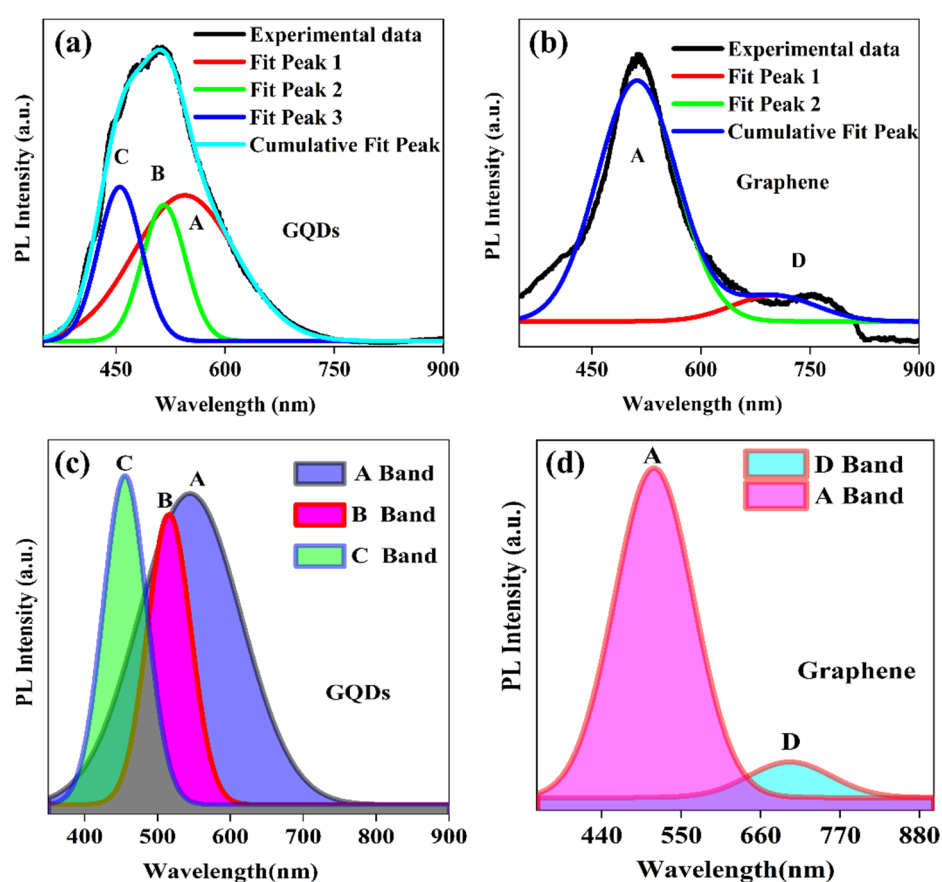 (a)
Experimental data
Fit Peak 1
Fit Peak 2
Fit Peak 3
Cumulative Fit Peak
C
B
A
GQDs
PL Intensity (a.u.)
450 600 750 900
Wavelength (nm)
(b)
Experimental data
Fit Peak 1
Fit Peak 2
Cumulative Fit Peak
A
Graphene
D
PL Intensity (a.u.)
450 600 750 900
Wavelength (nm)
(c)
C
B
A
A Band
B Band
C Band
GQDs
PL Intensity (a.u.)
400 500 600 700 800 900
Wavelength(nm)
(d)
A
D Band
A Band
Graphene
D
PL Intensity (a.u.)
440 550 660 770 880
Wavelength(nm)